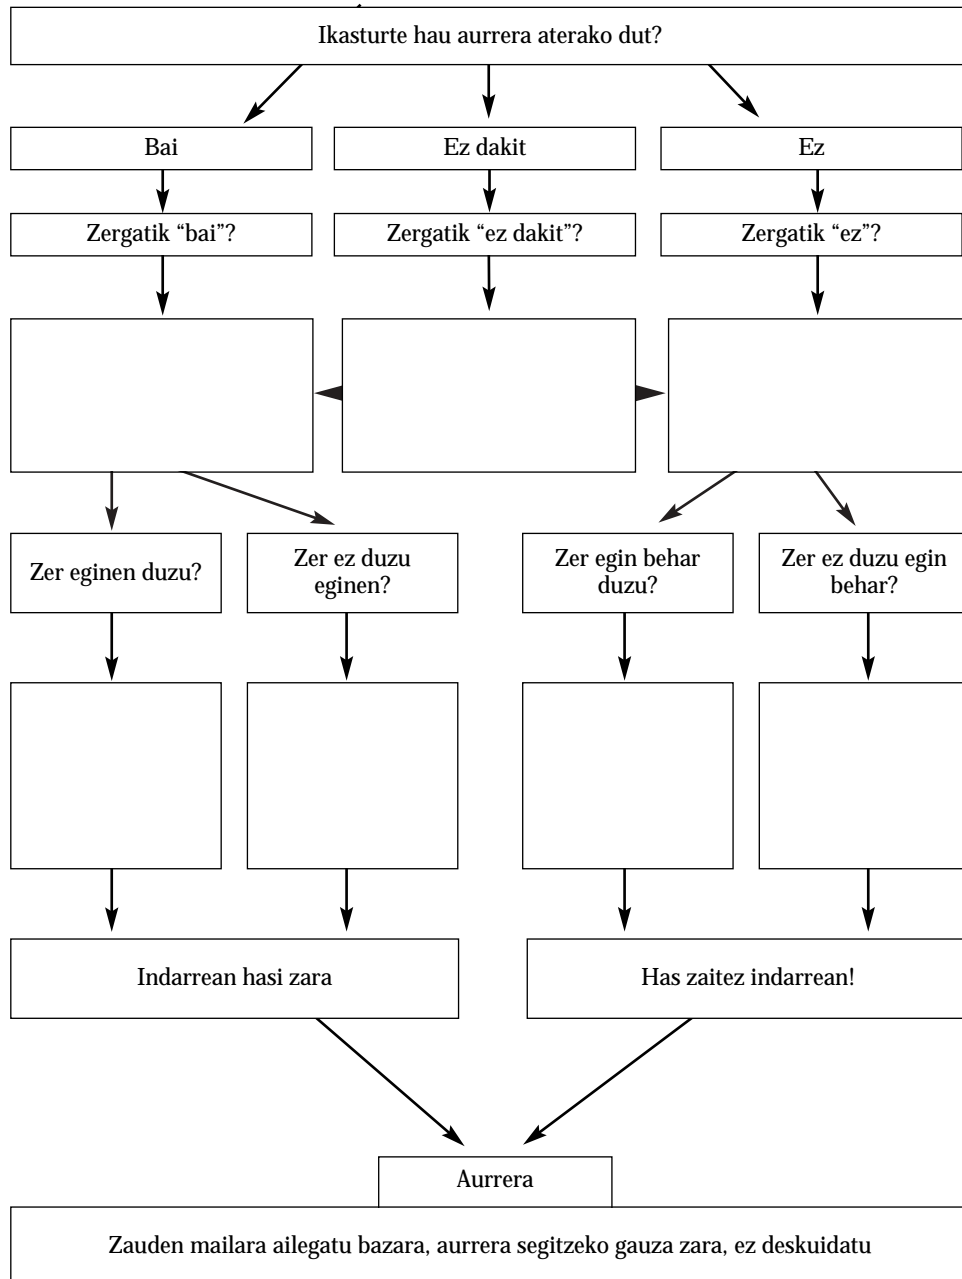 Ikasturte hau aurrera aterako dut?
Bai
Ez dakit
Ez
Zergatik “bai”?
Zergatik “ez dakit”?
Zergatik “ez”?
Zer eginen duzu?
Zer ez duzu
eginen?
Zer egin behar
duzu?
Zer ez duzu egin
behar?
Indarrean hasi zara
Has zaitez indarrean!
Aurrera
Zauden mailara ailegatu bazara, aurrera segitzeko gauza zara, ez deskuidatu